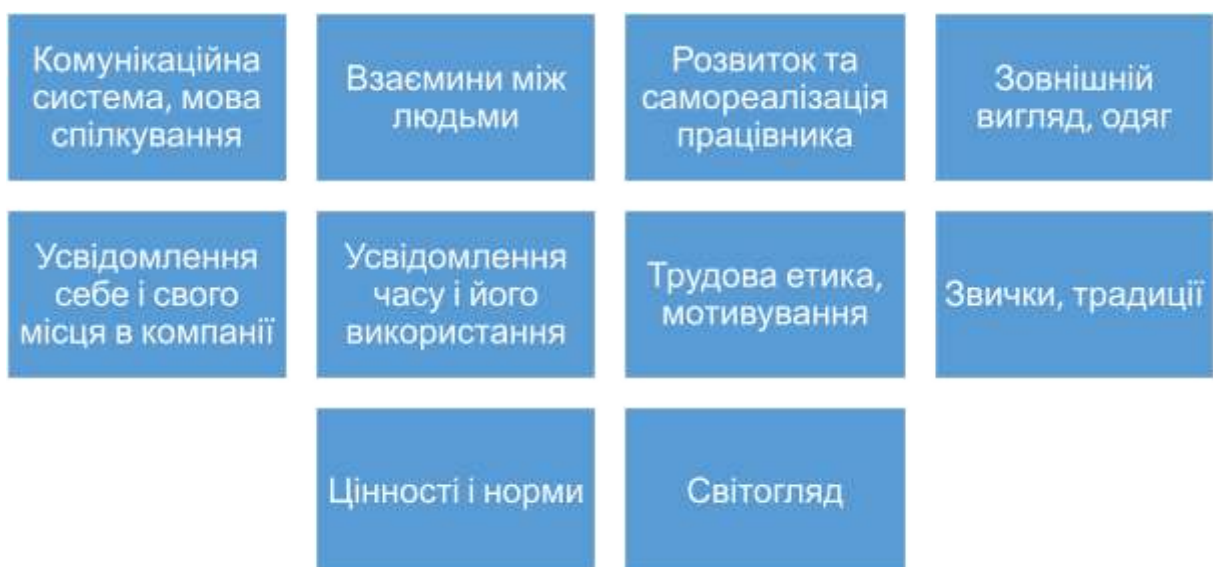 Комунікаційна
система, мова
спілкування
Взаємини між
людьми
Розвиток та
самореалізація
працівника
Зовнішній
вигляд, одяг
Усвідомлення
себе і свого
місця в компанії
Усвідомлення
часу і його
використання
Трудова етика,
мотивування
Звички, традиції
Цінності і норми
Світогляд